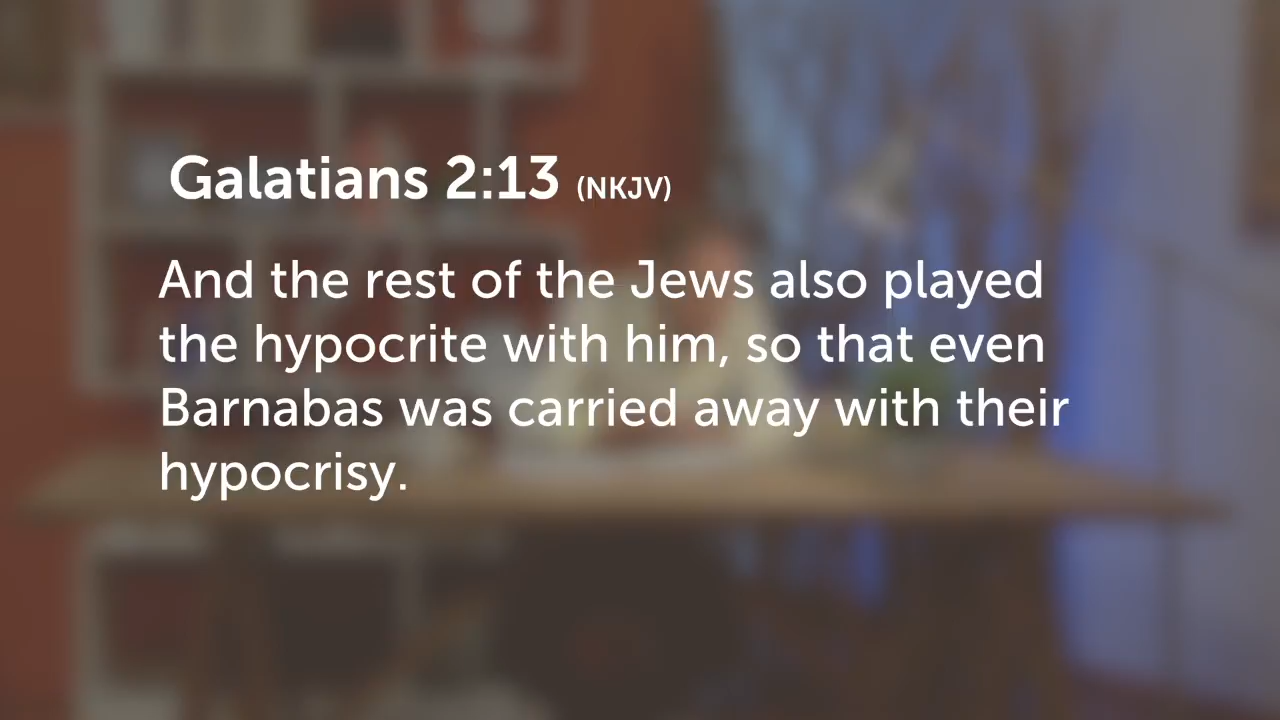 Galatians 2:13 (NKJV)
And the rest of the Jews also played
the hypocrite with him, so that even
Barnabas was carried away with their
hypocrisy.